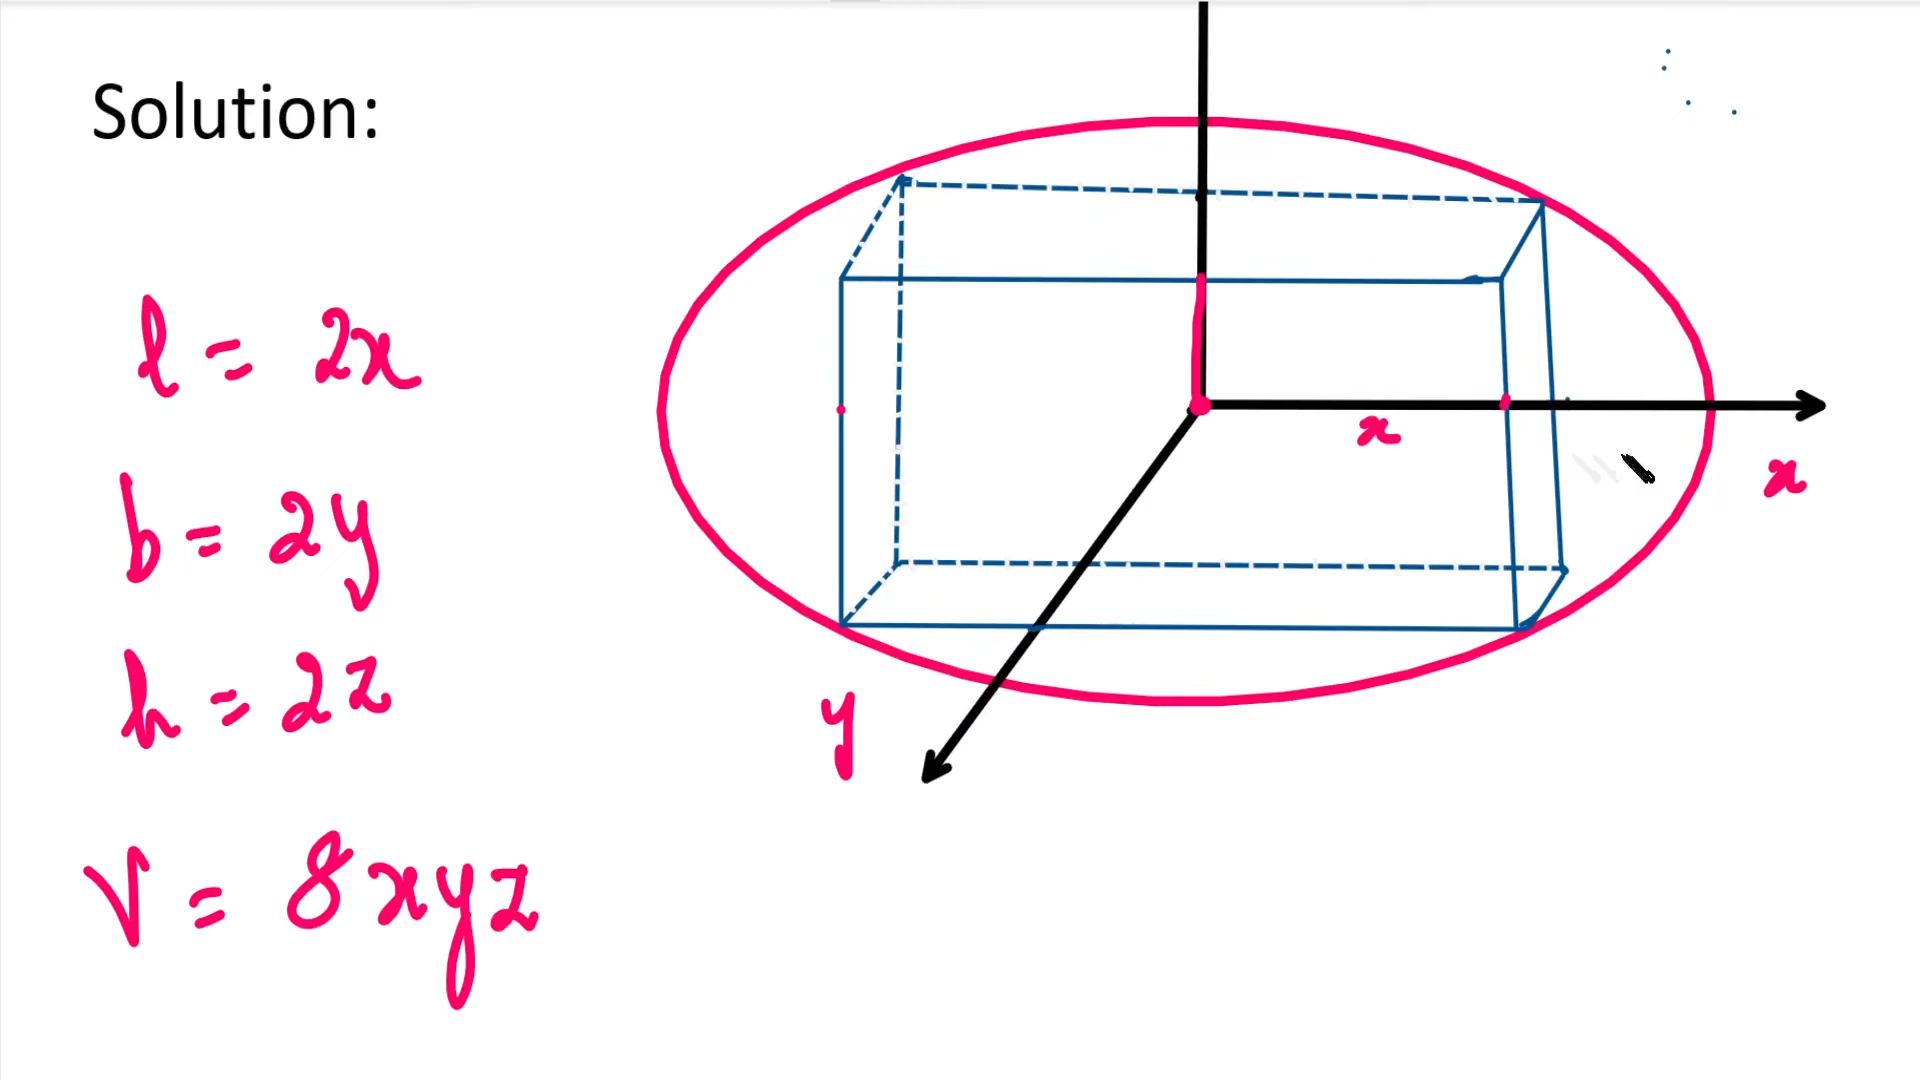 Solution:
l = 2x
b = 2y
h = 2z
V = 8xyz
x
x
y